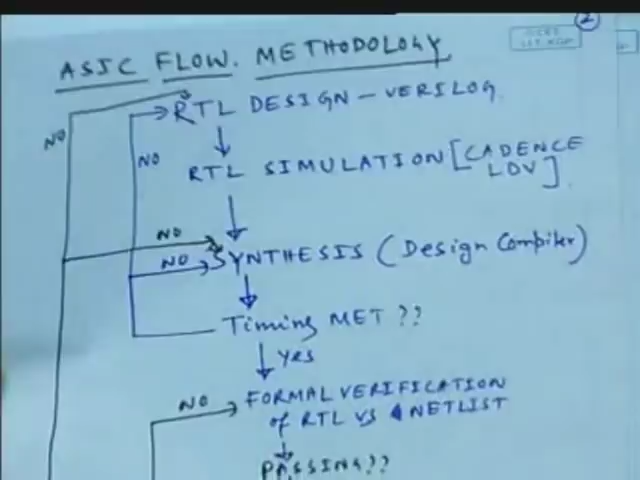 2
ASIC FLOW. METHODOLOGY
RTL DESIGN - VERILOG
NO
NO
RTL SIMULATION [CADENCE
LDV]
NO
SYNTHESIS (Design Compiler)
NO
Timing MET ??
YES
FORMAL VERIFICATION
NO
of RTL VS NETLIST
PASSING??